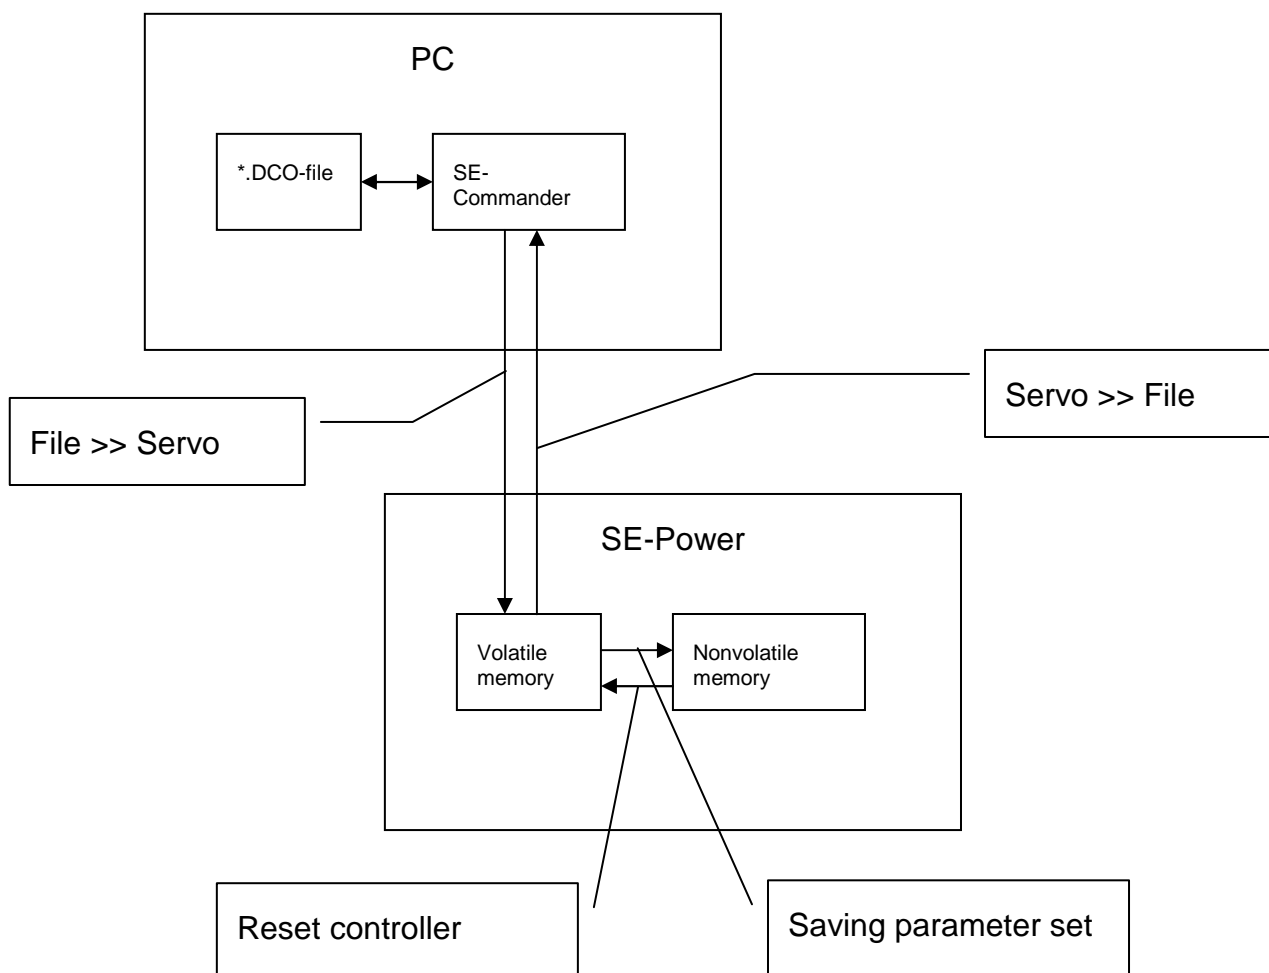 PC
*.DCO-file
SE-
Commander
File >> Servo
Servo >> File
SE-Power
Volatile
memory
Nonvolatile
memory
Reset controller
Saving parameter set